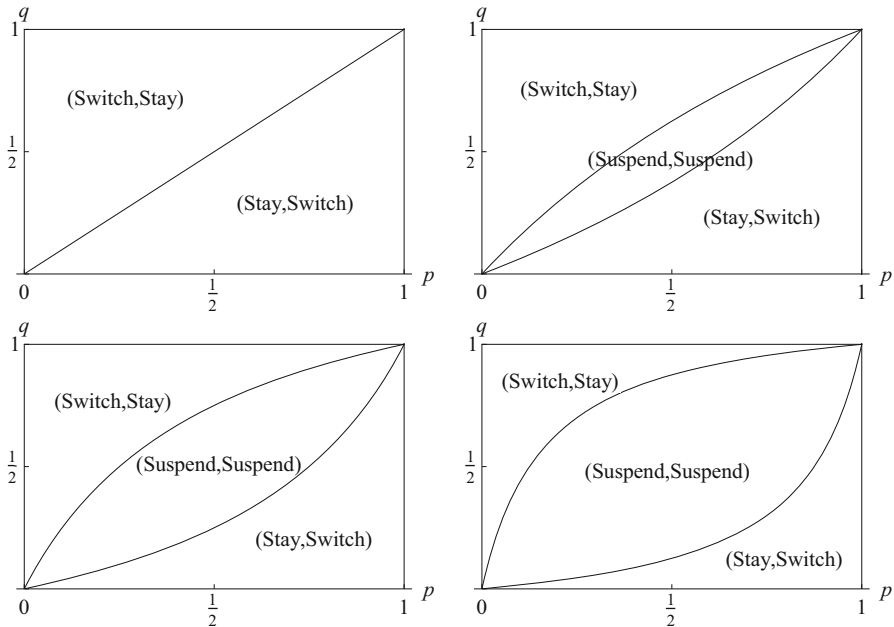 q
1
(Switch,Stay)
1/2
(Stay,Switch)
0 1/2 1 p
q
1
(Switch,Stay)
1/2
(Suspend,Suspend)
(Stay,Switch)
0 1/2 1 p
q
1
(Switch,Stay)
1/2
(Suspend,Suspend)
(Stay,Switch)
0 1/2 1 p
q
1
(Switch,Stay)
1/2
(Suspend,Suspend)
(Stay,Switch)
0 1/2 1 p